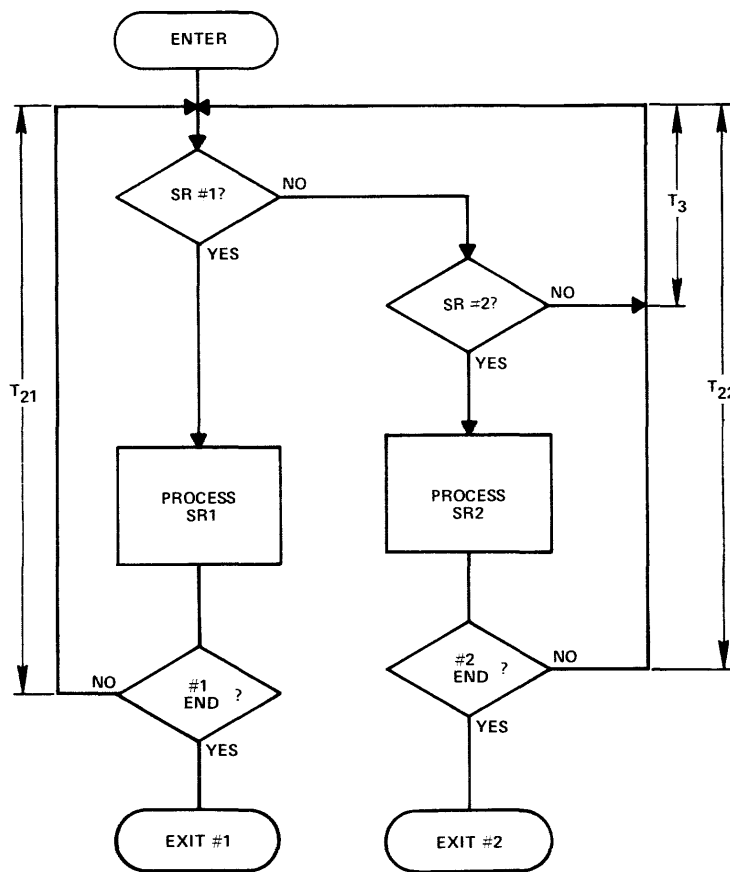 ENTER
SR #1?
NO
YES
T3
SR #2?
NO
YES
T21
T22
PROCESS
SR1
PROCESS
SR2
#1
END ?
NO
YES
#2
END ?
NO
YES
EXIT #1
EXIT #2